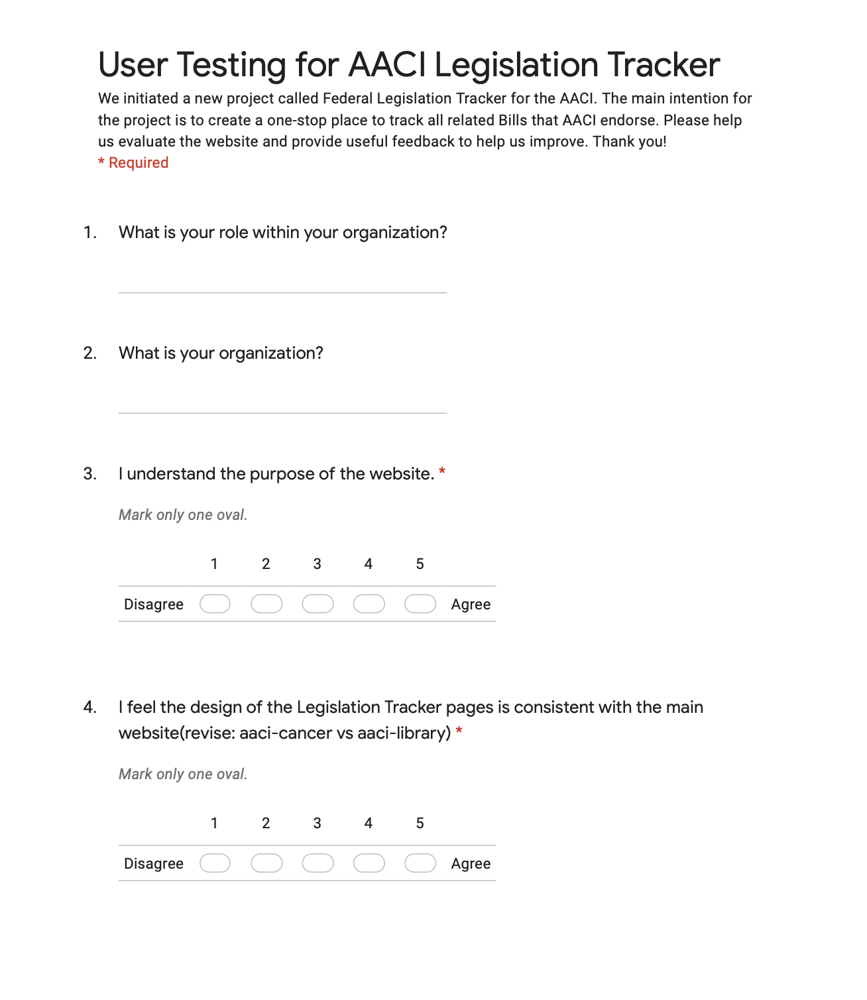 User Testing for AACI Legislation Tracker
We initiated a new project called Federal Legislation Tracker for the AACI. The main intention for
the project is to create a one-stop place to track all related Bills that AACI endorse. Please help
us evaluate the website and provide useful feedback to help us improve. Thank you!
* Required
1. What is your role within your organization?
2. What is your organization?
3. I understand the purpose of the website. *
Mark only one oval.
1 2 3 4 5
Disagree Agree
4. I feel the design of the Legislation Tracker pages is consistent with the main
website(revise: aaci-cancer vs aaci-library) *
Mark only one oval.
1 2 3 4 5
Disagree Agree